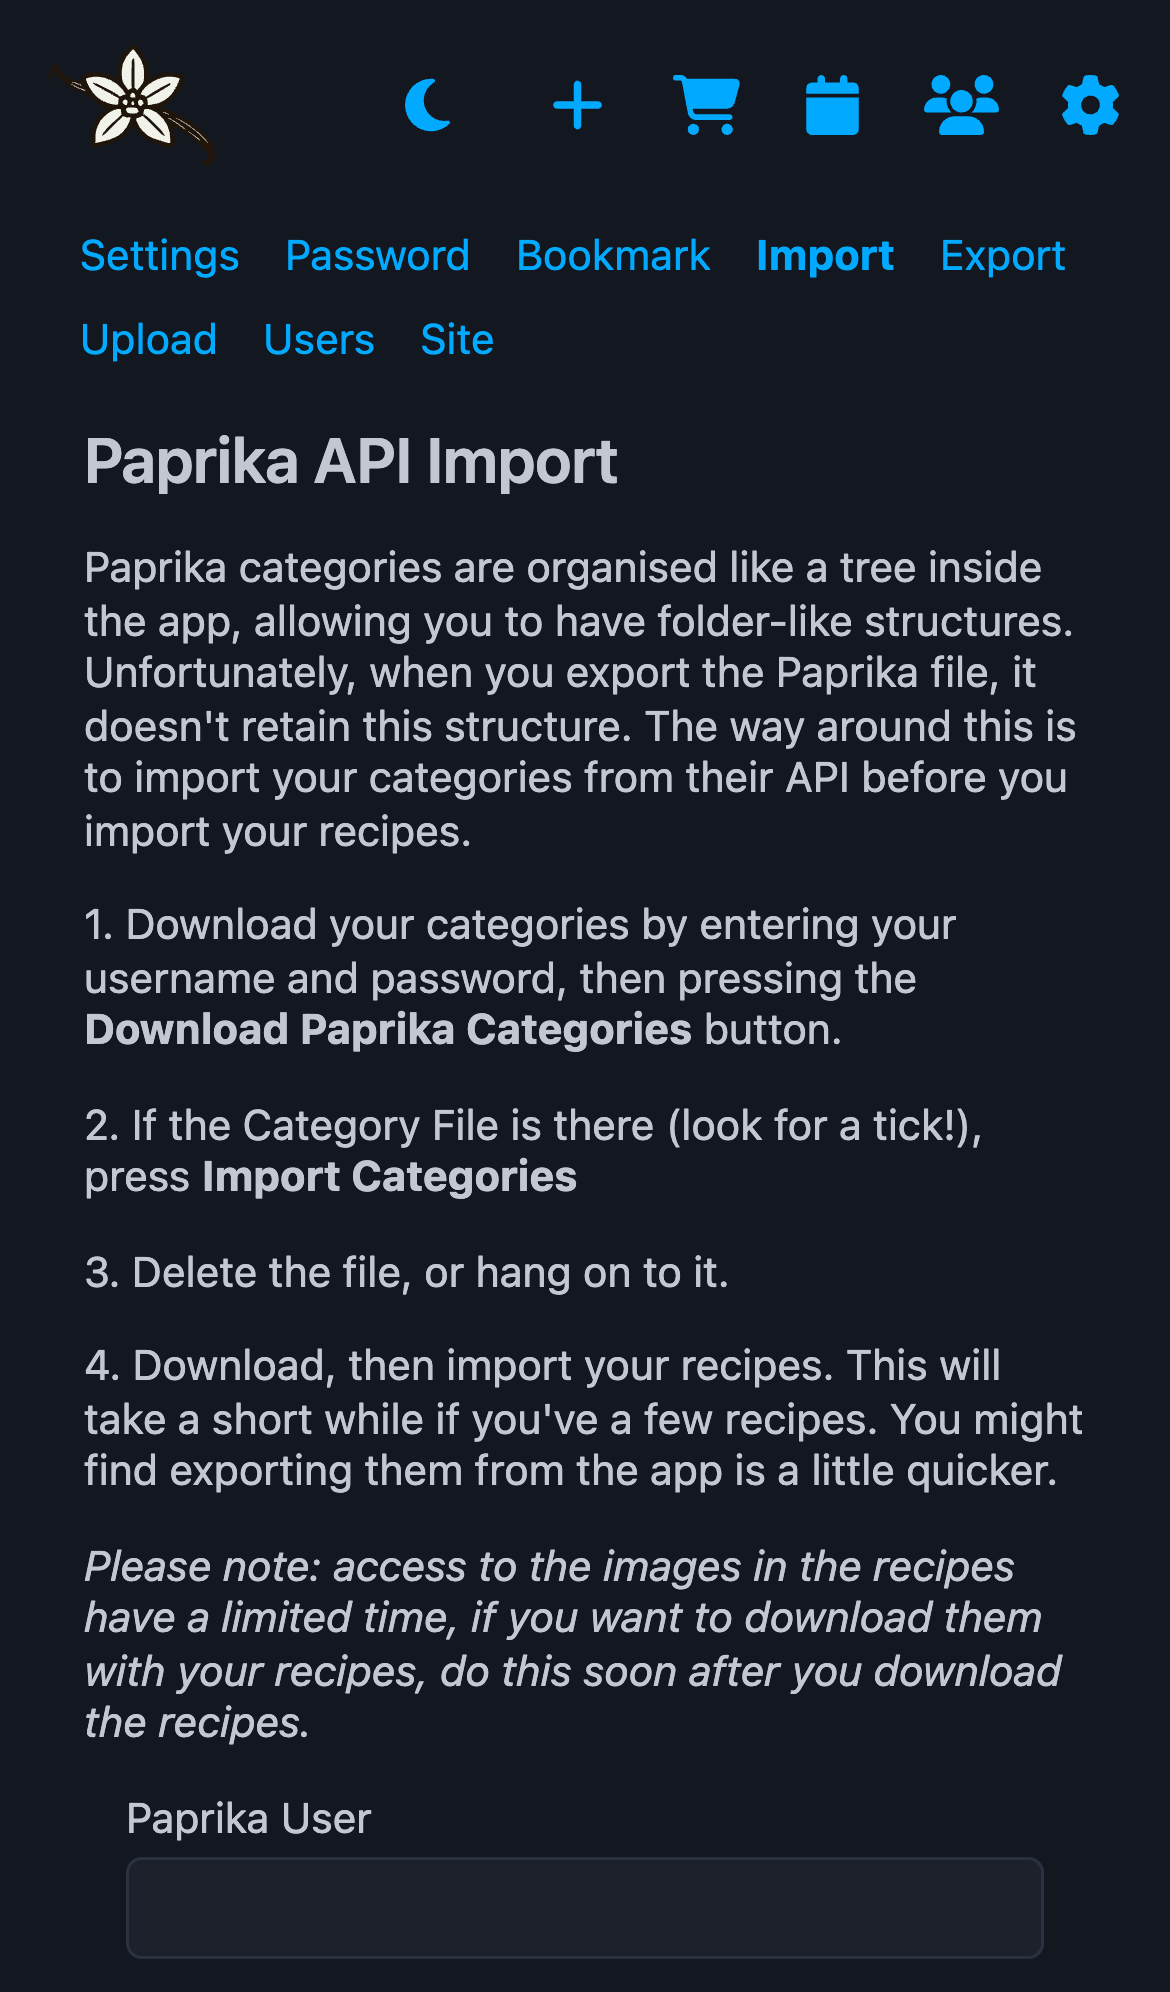 Settings Password Bookmark Import Export
Upload Users Site
Paprika API Import
Paprika categories are organised like a tree inside
the app, allowing you to have folder-like structures.
Unfortunately, when you export the Paprika file, it
doesn't retain this structure. The way around this is
to import your categories from their API before you
import your recipes.
1. Download your categories by entering your
username and password, then pressing the
Download Paprika Categories button.
2. If the Category File is there (look for a tick!),
press Import Categories
3. Delete the file, or hang on to it.
4. Download, then import your recipes. This will
take a short while if you've a few recipes. You might
find exporting them from the app is a little quicker.
Please note: access to the images in the recipes
have a limited time, if you want to download them
with your recipes, do this soon after you download
the recipes.
Paprika User